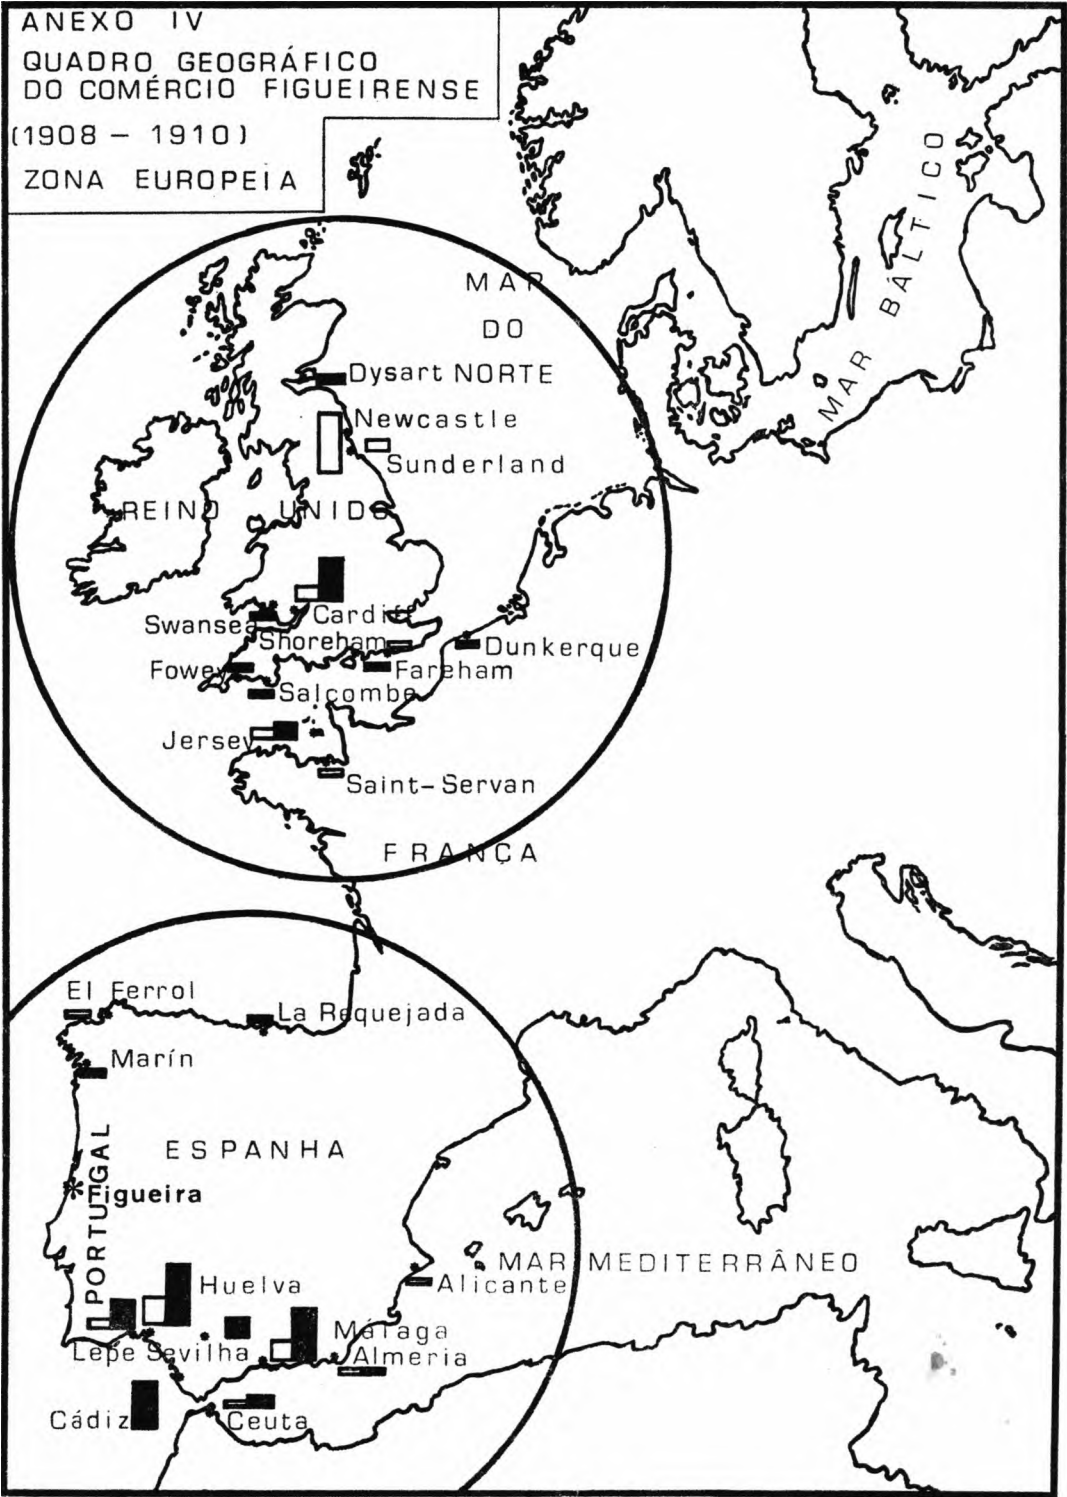 ANEXO IV
QUADRO GEOGRÁFICO
DO COMÉRCIO FIGUEIRENSE
(1908 – 1910)
ZONA EUROPEIA
MAR
DO
NORTE
MAR BÁLTICO
Dysart
Newcastle
Sunderland
REINO UNIDO
Cardiff
Swansea
Shoreham
Dunkerque
Fowey
Fareham
Salcombe
Jersey
Saint-Servan
FRANÇA
El Ferrol
La Requejada
Marín
ESPANHA
PORTUGAL
Figueira
MAR MEDITERRÂNEO
Alicante
Huelva
Málaga
Lepe
Sevilha
Almeria
Cádiz
Ceuta